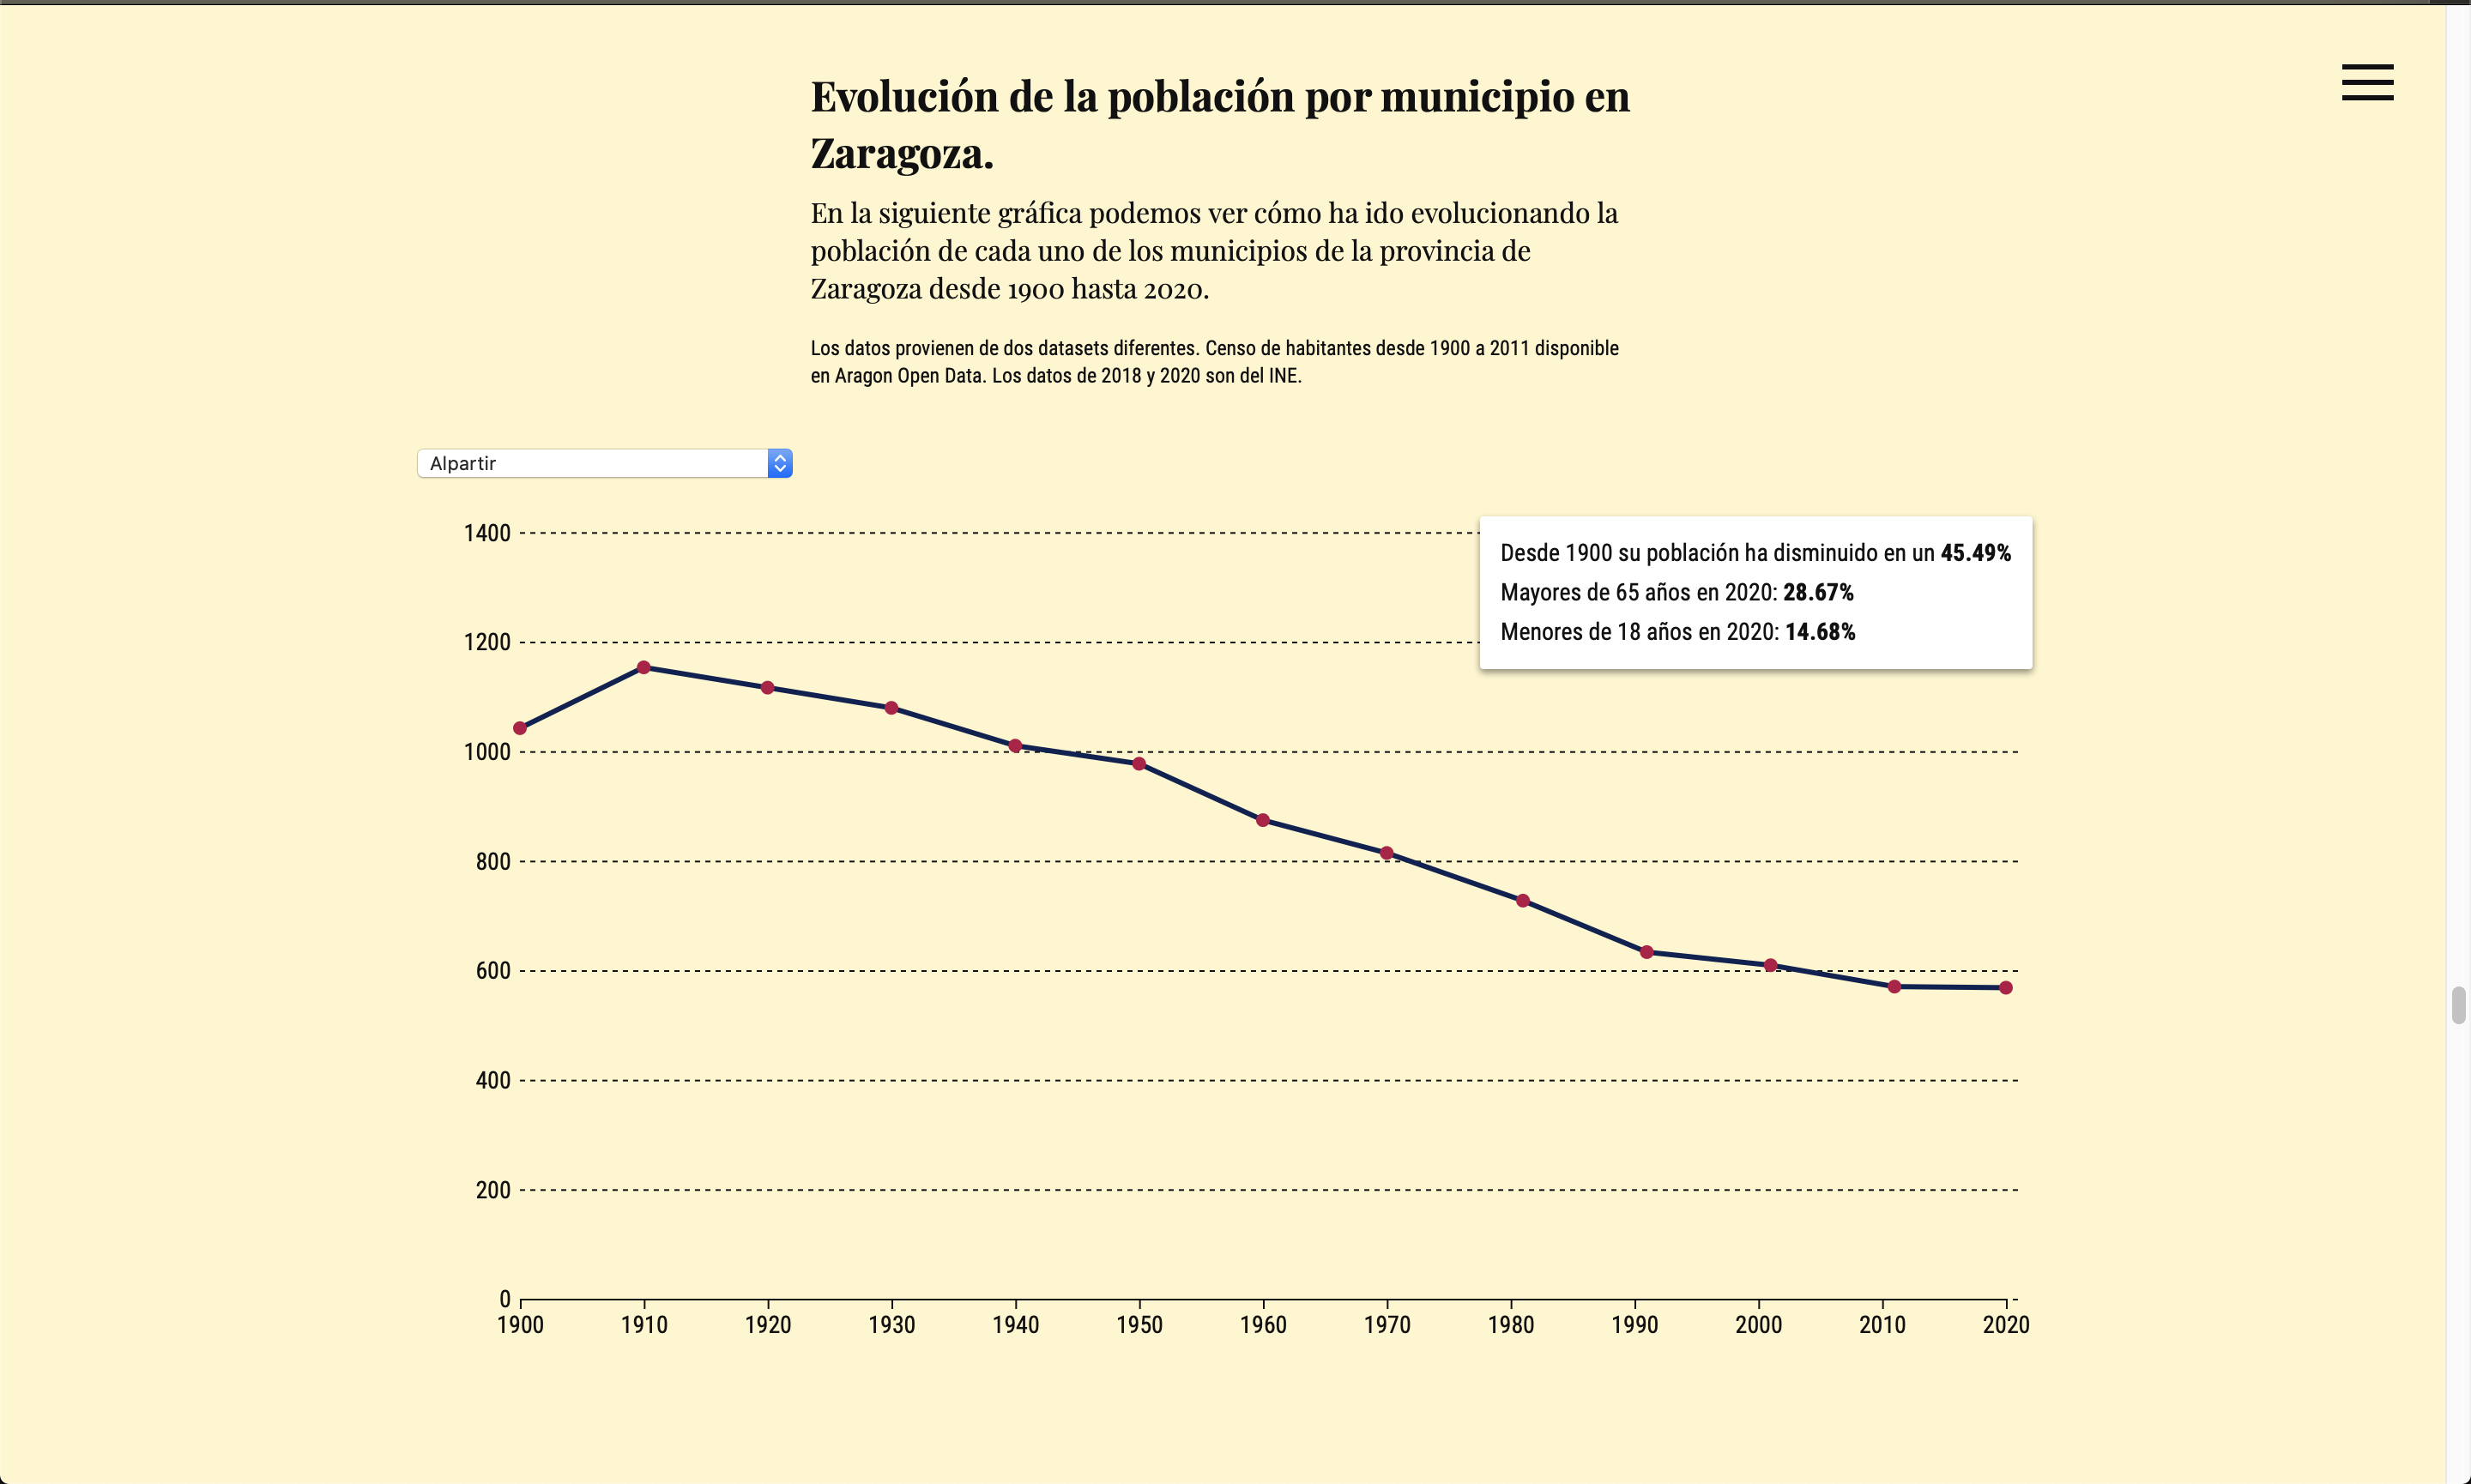 Evolución de la población por municipio en
Zaragoza.
En la siguiente gráfica podemos ver cómo ha ido evolucionando la
población de cada uno de los municipios de la provincia de
Zaragoza desde 1900 hasta 2020.
Los datos provienen de dos datasets diferentes. Censo de habitantes desde 1900 a 2011 disponible
en Aragon Open Data. Los datos de 2018 y 2020 son del INE.
Alpartir
Desde 1900 su población ha disminuido en un 45.49%
Mayores de 65 años en 2020: 28.67%
Menores de 18 años en 2020: 14.68%
1400
1200
1000
800
600
400
200
0
1900 1910 1920 1930 1940 1950 1960 1970 1980 1990 2000 2010 2020